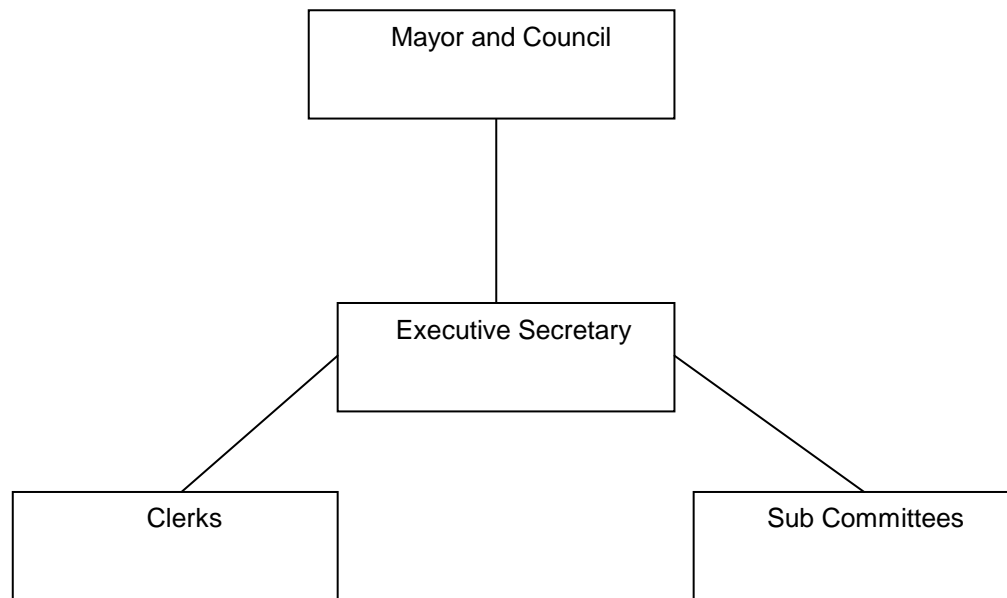 Mayor and Council
Executive Secretary
Clerks
Sub Committees